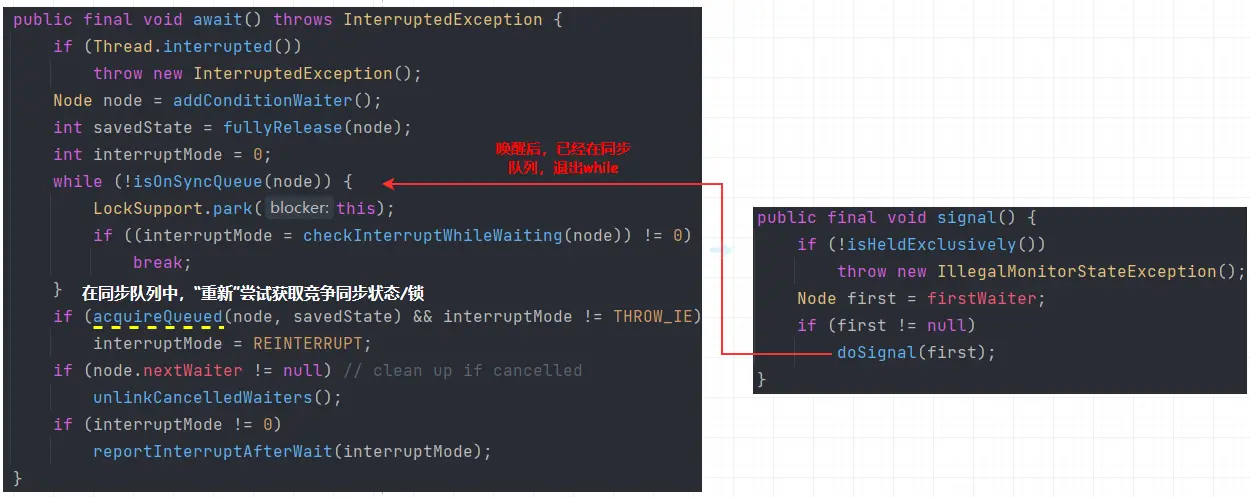 public final void await() throws InterruptedException {
if (Thread.interrupted())
throw new InterruptedException();
Node node = addConditionWaiter();
int savedState = fullyRelease(node);
int interruptMode = 0;
while (!isOnSyncQueue(node)) {
LockSupport.park( blocker: this);
if ((interruptMode = checkInterruptWhileWaiting(node)) != 0)
break;
}
在同步队列中，“重新”尝试获取竞争同步状态/锁
if (acquireQueued(node, savedState) && interruptMode != THROW_IE)
interruptMode = REINTERRUPT;
if (node.nextWaiter != null) // clean up if cancelled
unlinkCancelledWaiters();
if (interruptMode != 0)
reportInterruptAfterWait(interruptMode);
}
唤醒后，已经在同步
队列，退出while
public final void signal() {
if (!isHeldExclusively())
throw new IllegalMonitorStateException();
Node first = firstWaiter;
if (first != null)
doSignal(first);
}